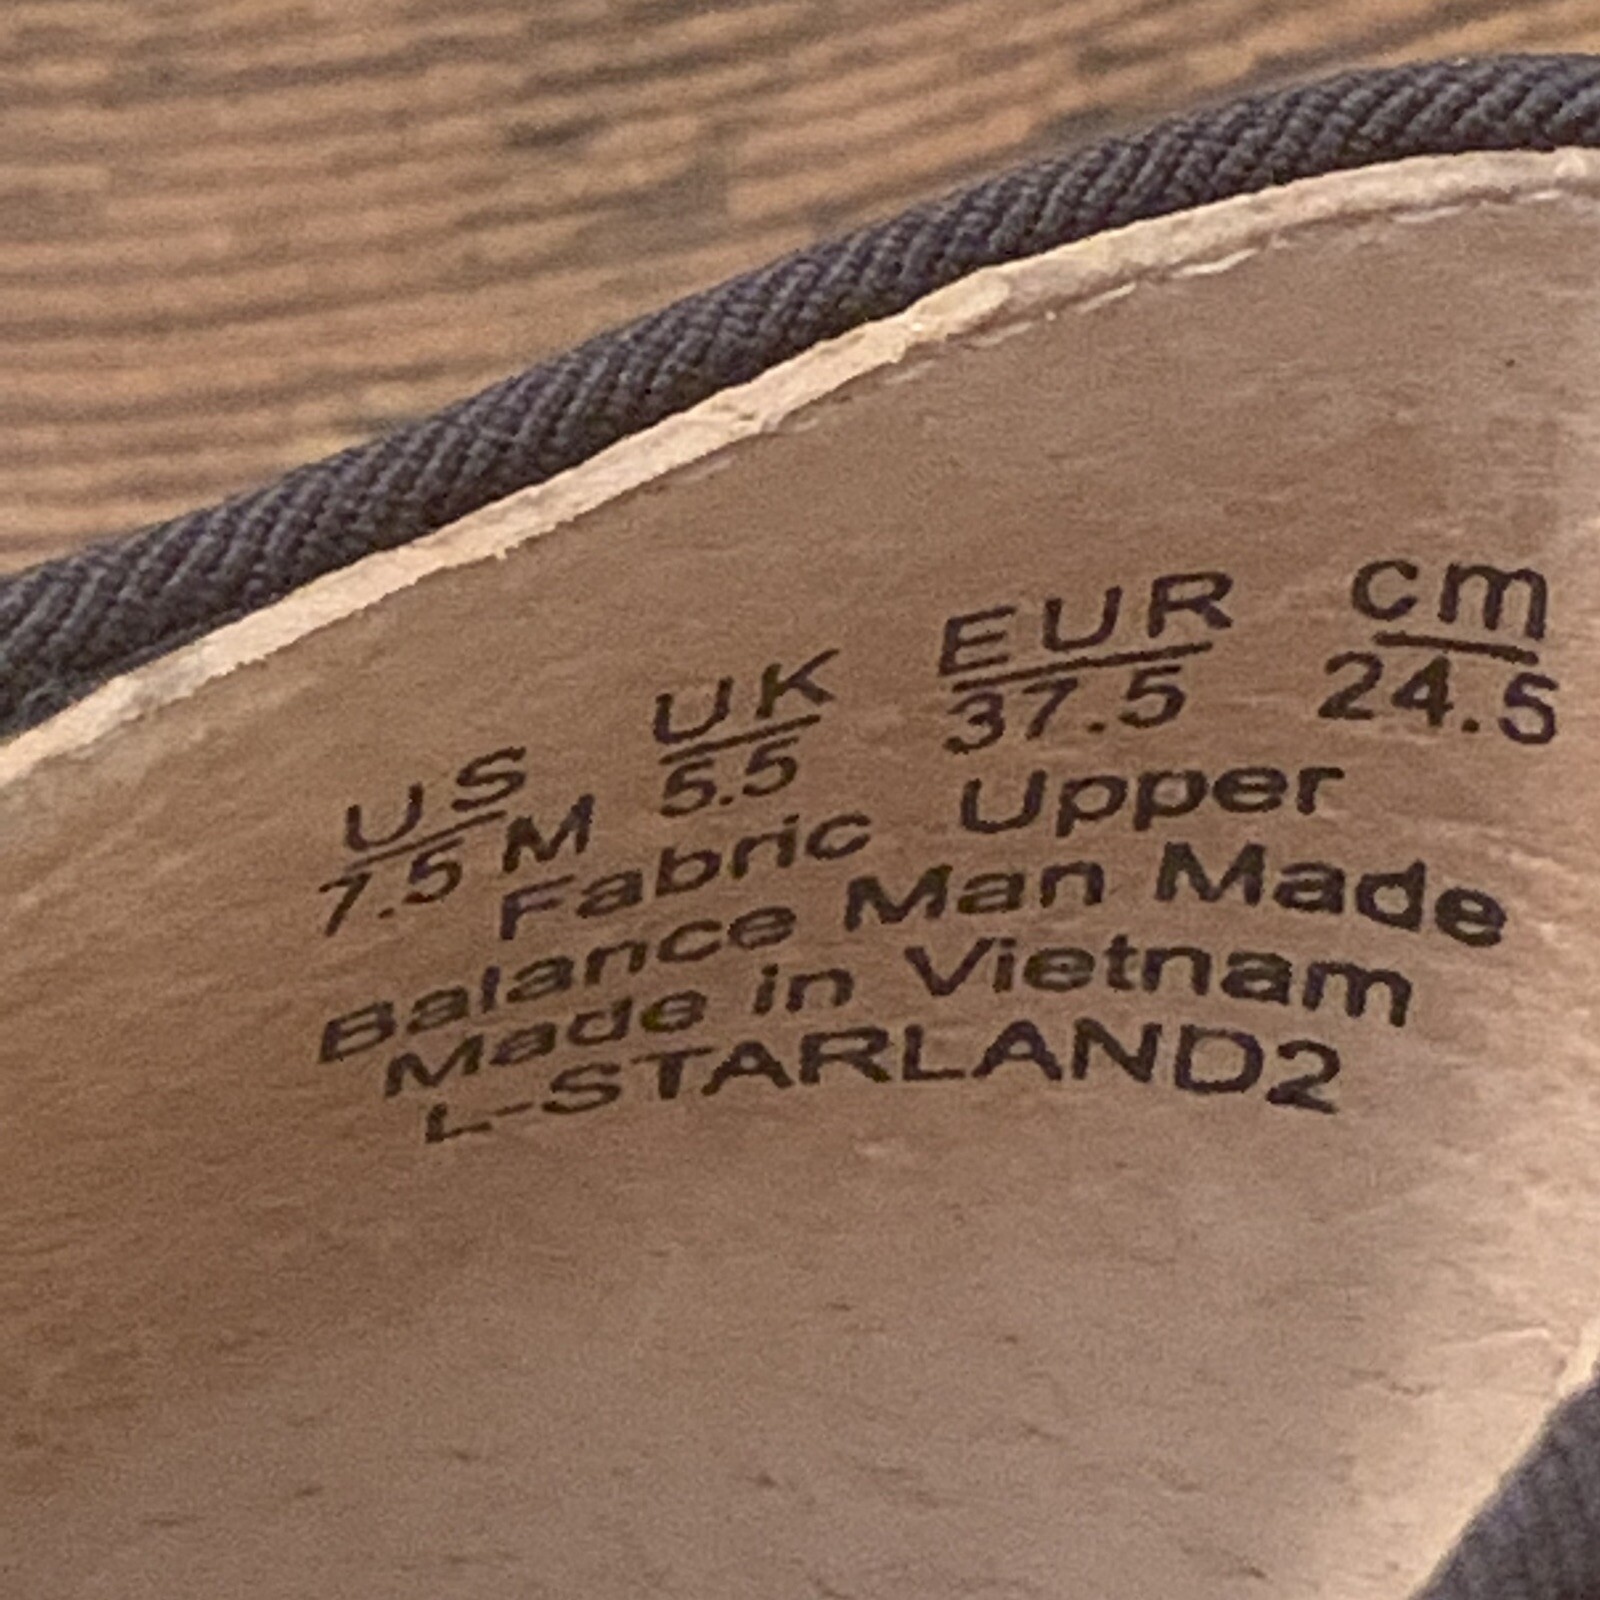 US UK EUR cm
7.5 M 5.5 37.5 24.5
Fabric Upper
Balance Man Made
Made in Vietnam
L-STARLAND2